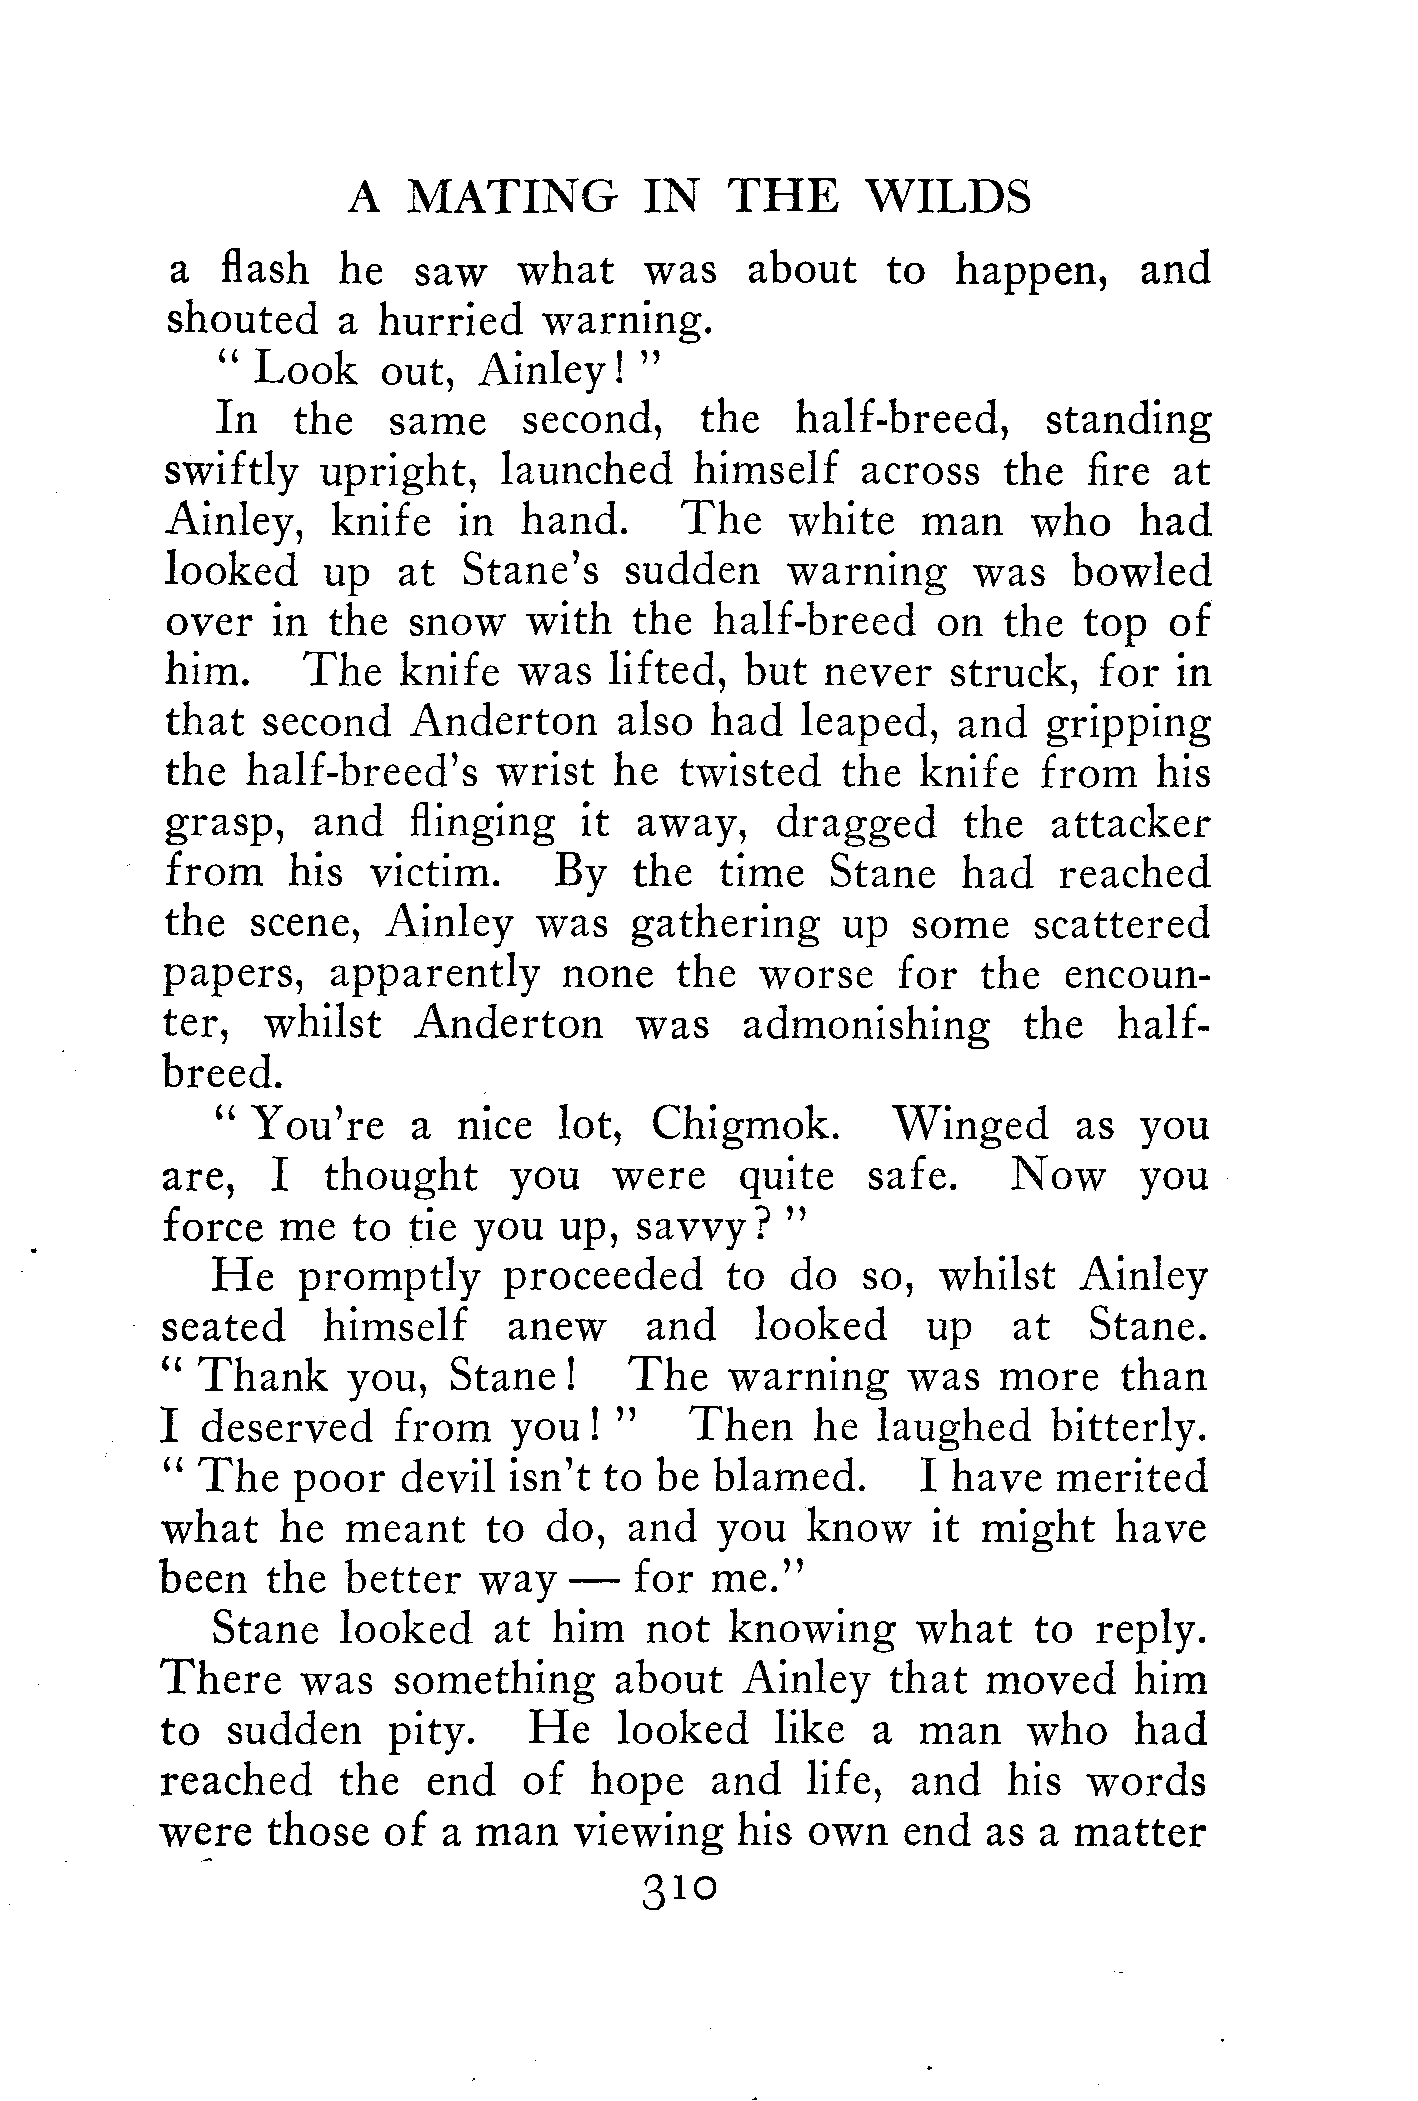 A MATING IN THE WILDS
a flash he saw what was about to happen, and
shouted a hurried warning.
" Look out, Ainley! "
In the same second, the half-breed, standing
swiftly upright, launched himself across the fire at
Ainley, knife in hand. The white man who had
looked up at Stane's sudden warning was bowled
over in the snow with the half-breed on the top of
him. The knife was lifted, but never struck, for in
that second Anderton also had leaped, and gripping
the half-breed's wrist he twisted the knife from his
grasp, and flinging it away, dragged the attacker
from his victim. By the time Stane had reached
the scene, Ainley was gathering up some scattered
papers, apparently none the worse for the encoun-
ter, whilst Anderton was admonishing the half-
breed.
" You're a nice lot, Chigmok. Winged as you
are, I thought you were quite safe. Now you
force me to tie you up, savvy? "
He promptly proceeded to do so, whilst Ainley
seated himself anew and looked up at Stane.
" Thank you, Stane! The warning was more than
I deserved from you! " Then he laughed bitterly.
" The poor devil isn't to be blamed. I have merited
what he meant to do, and you know it might have
been the better way — for me."
Stane looked at him not knowing what to reply.
There was something about Ainley that moved him
to sudden pity. He looked like a man who had
reached the end of hope and life, and his words
were those of a man viewing his own end as a matter
310